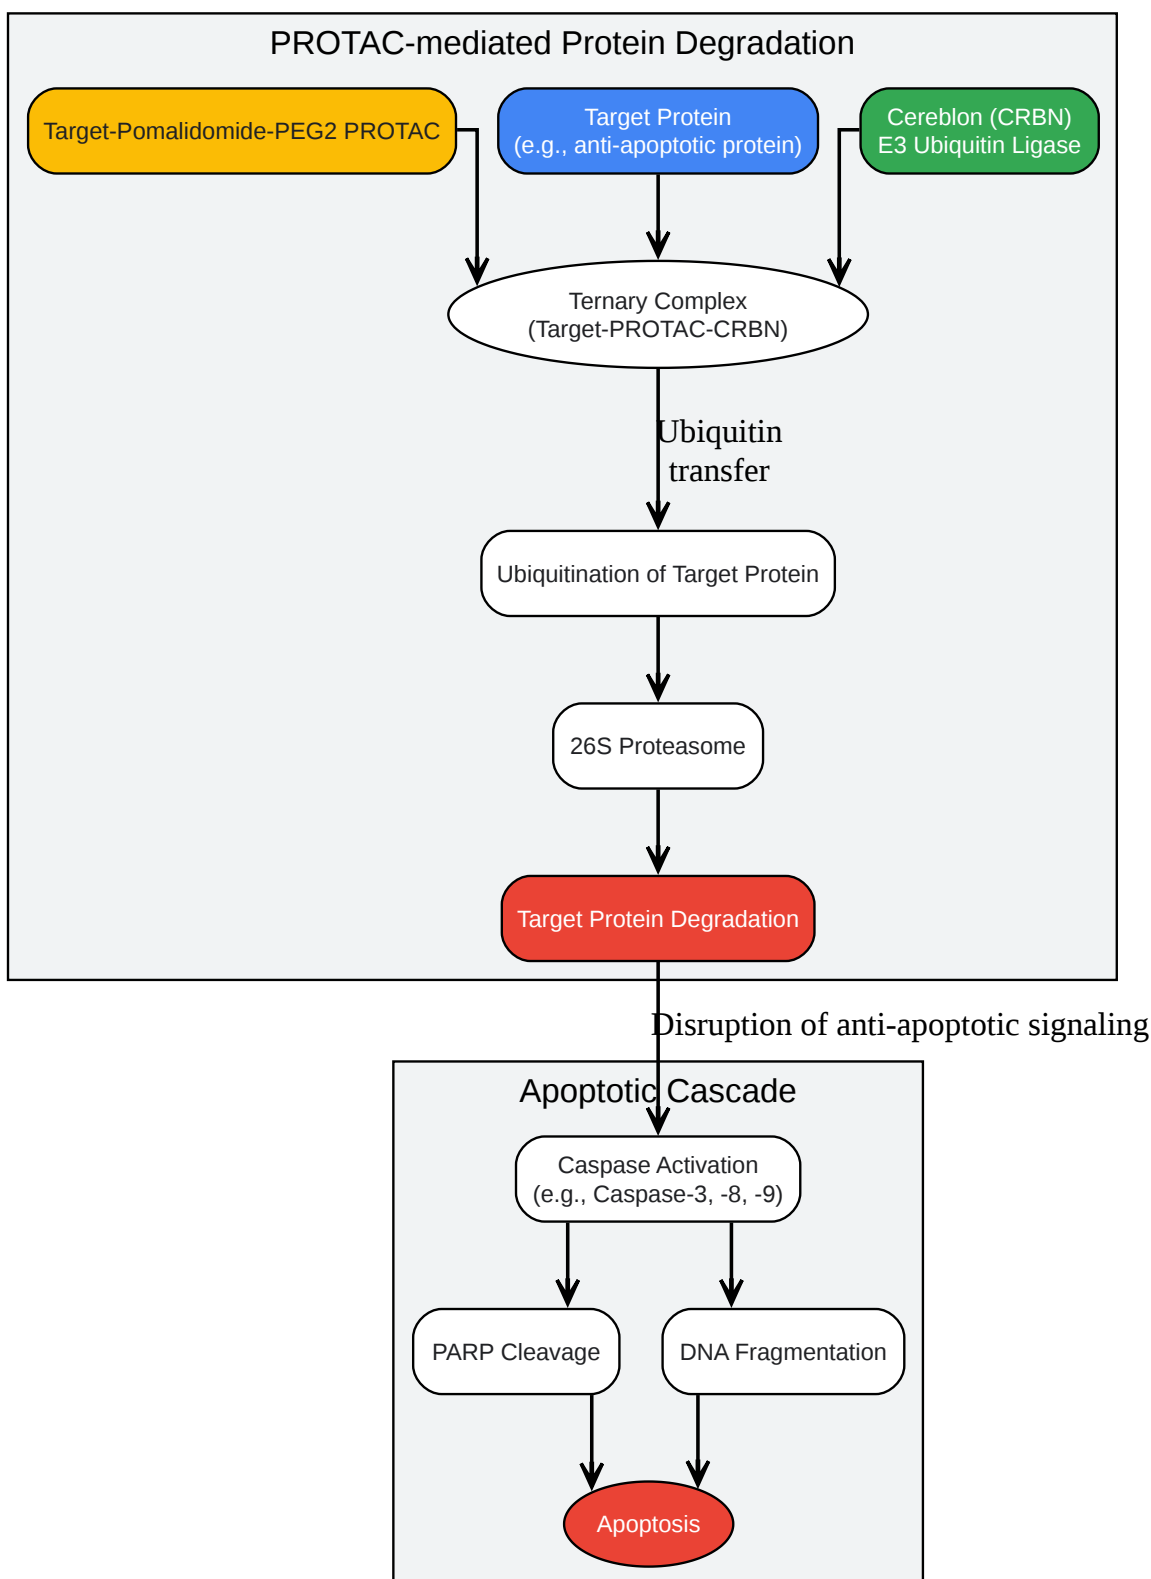 PROTAC-mediated Protein Degradation
Target-Pomalidomide-PEG2 PROTAC
Target Protein
(e.g., anti-apoptotic protein)
Cereblon (CRBN)
E3 Ubiquitin Ligase
Ternary Complex
(Target-PROTAC-CRBN)
Ubiquitin
transfer
Ubiquitination of Target Protein
26S Proteasome
Target Protein Degradation
Disruption of anti-apoptotic signaling
Apoptotic Cascade
Caspase Activation
(e.g., Caspase-3, -8, -9)
PARP Cleavage
DNA Fragmentation
Apoptosis